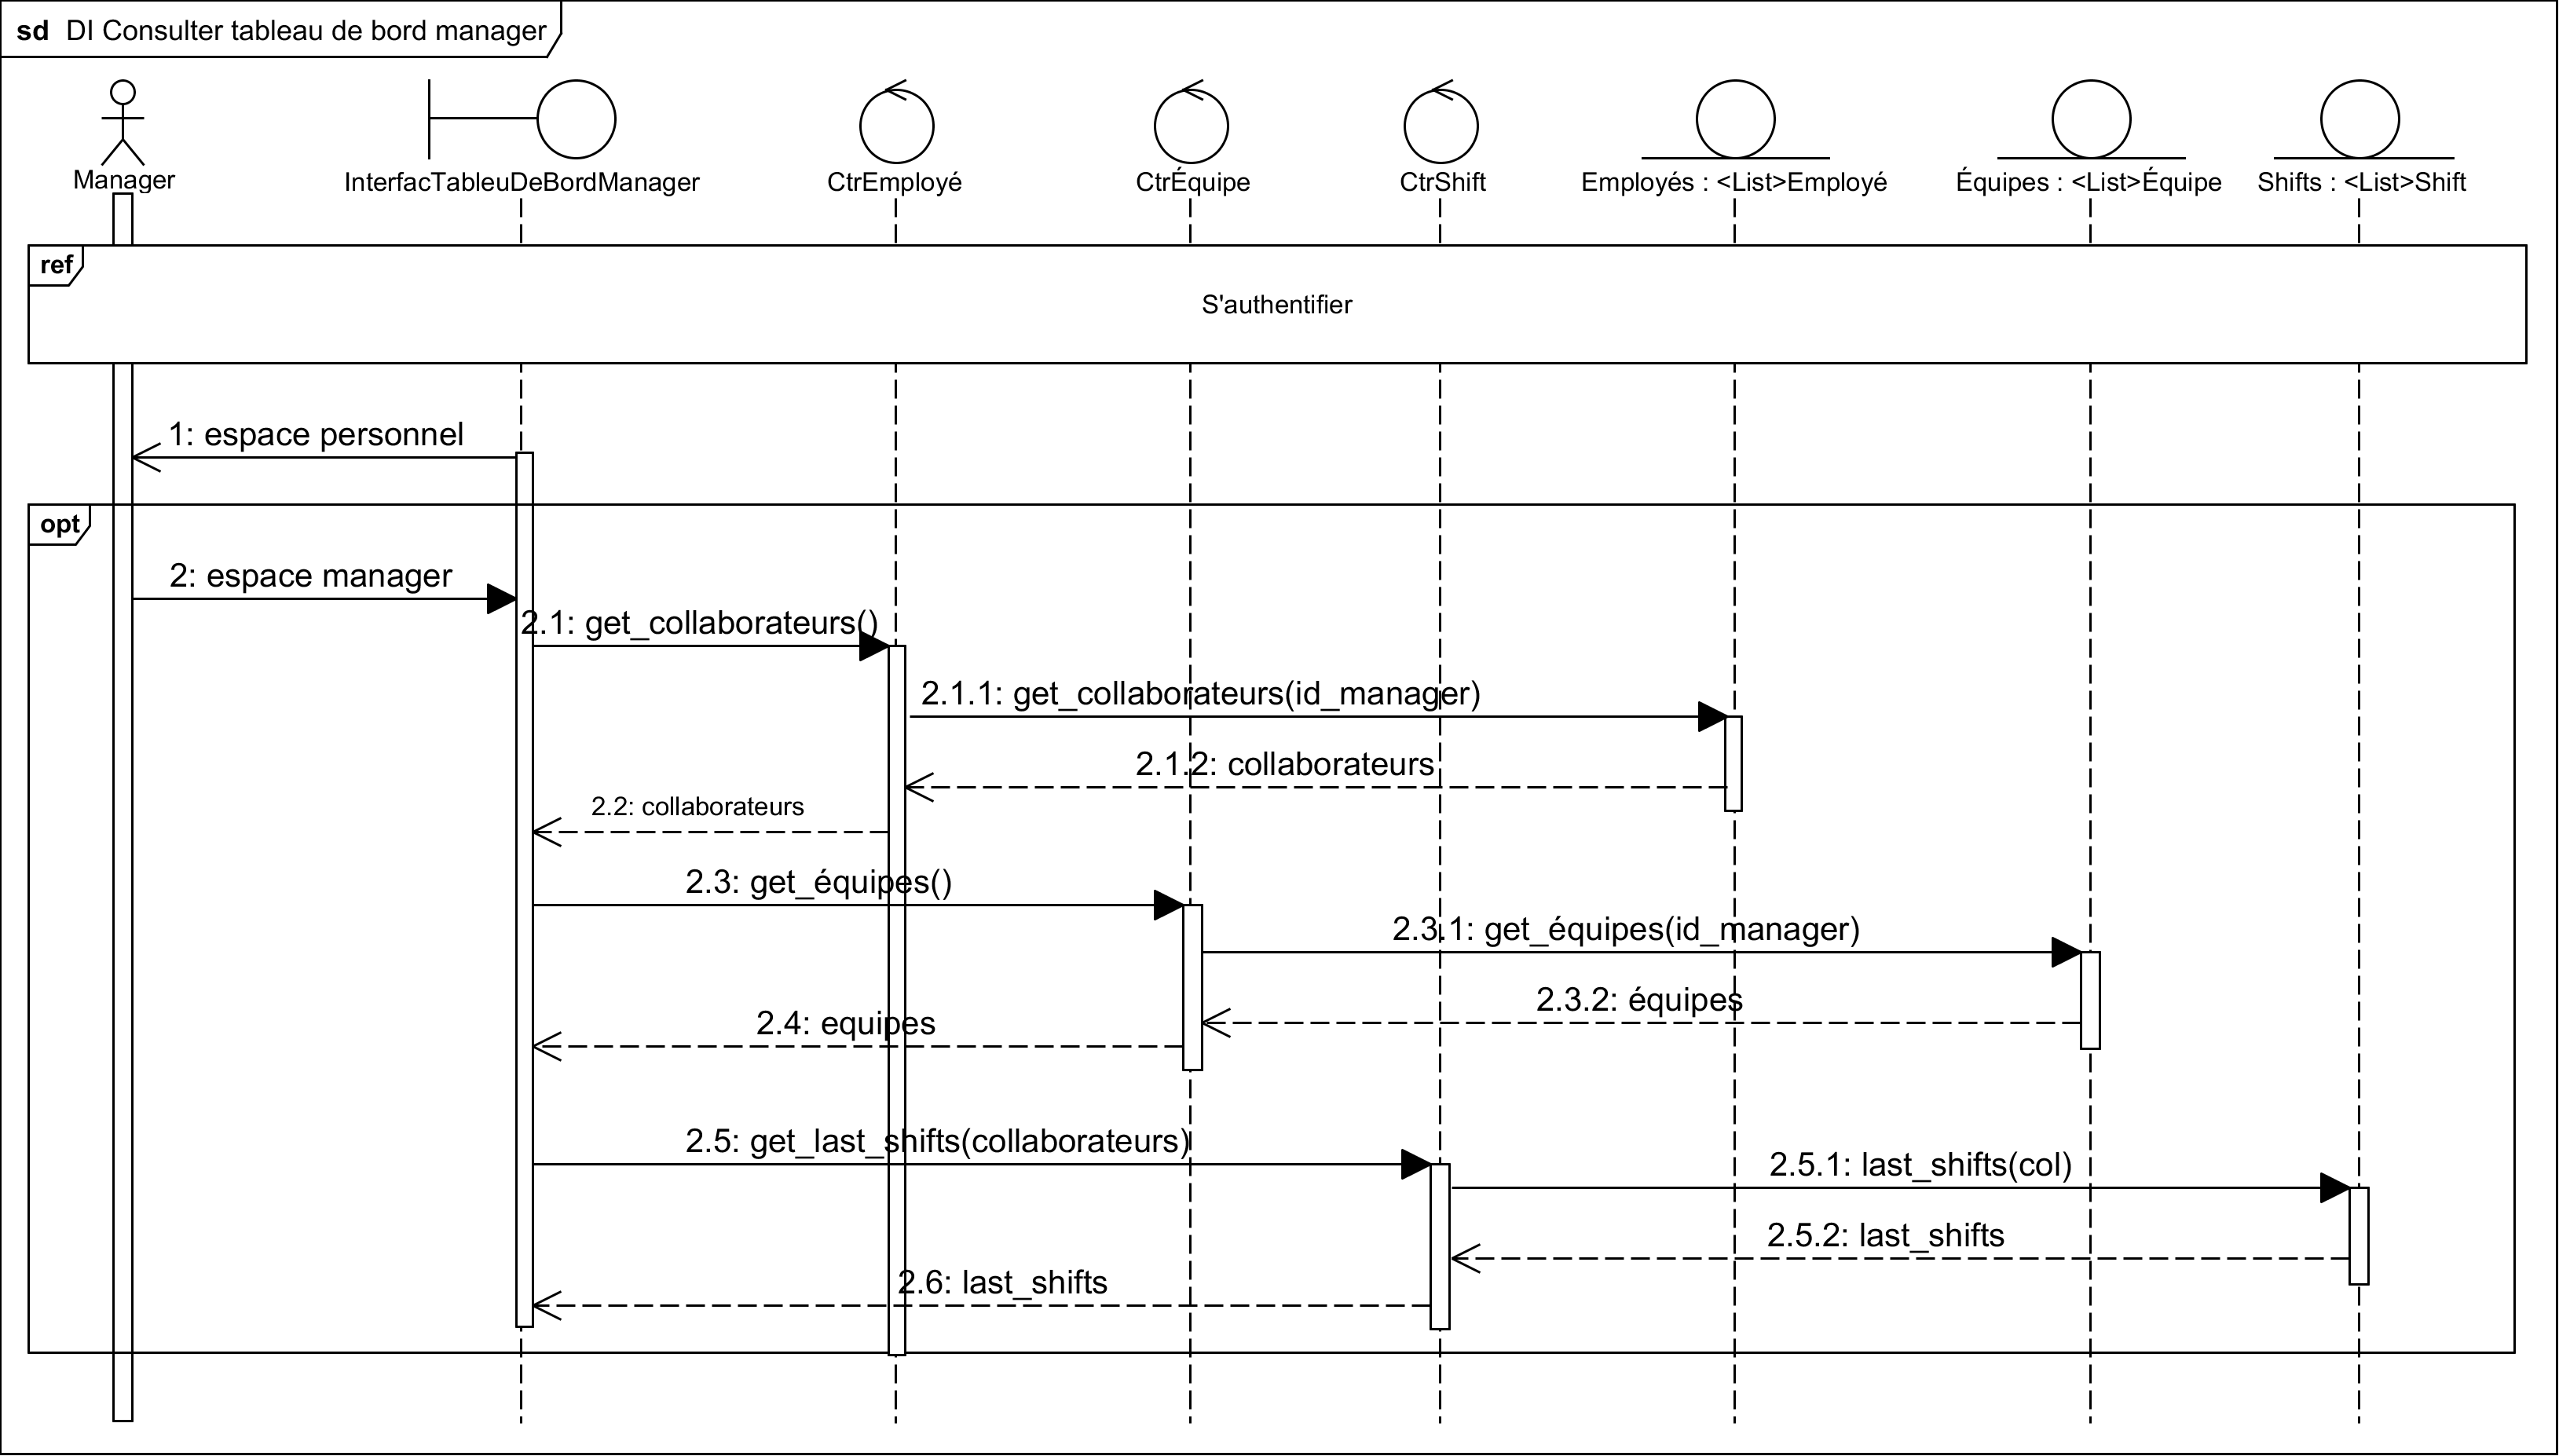 sd DI Consulter tableau de bord manager
Manager
InterfacTableuDeBordManager
CtrEmployé
CtrÉquipe
CtrShift
Employés : <List>Employé
Équipes : <List>Équipe
Shifts : <List>Shift
ref
S'authentifier
1: espace personnel
opt
2: espace manager
2.1: get_collaborateurs()
2.1.1: get_collaborateurs(id_manager)
2.1.2: collaborateurs
2.2: collaborateurs
2.3: get_équipes()
2.3.1: get_équipes(id_manager)
2.3.2: équipes
2.4: equipes
2.5: get_last_shifts(collaborateurs)
2.5.1: last_shifts(col)
2.5.2: last_shifts
2.6: last_shifts